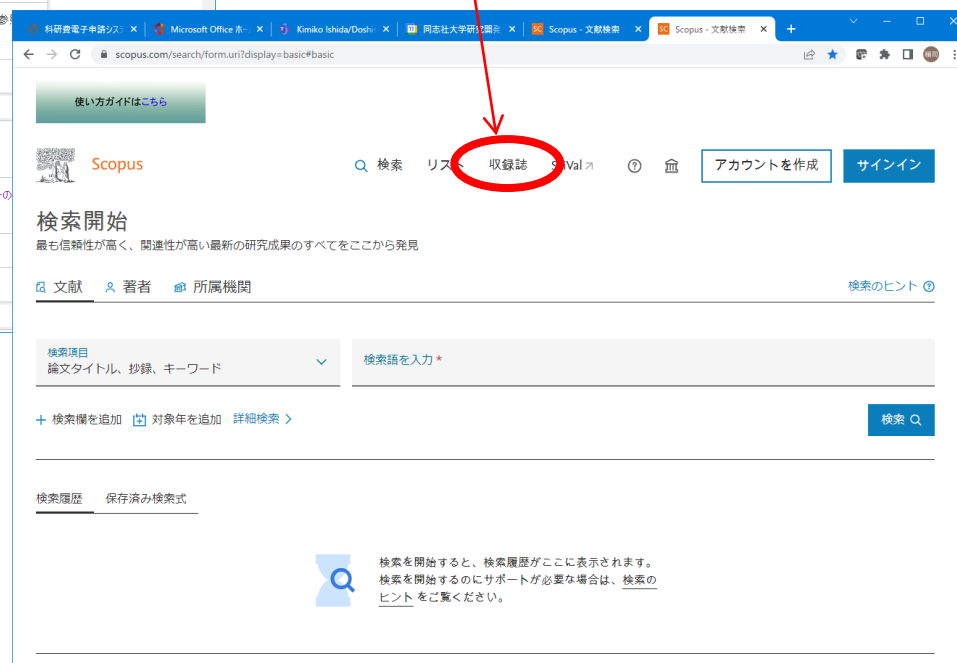 科研費電子申請シス
Microsoft Office ホー
Kimiko Ishida/Doshis
同志社大学研究開発
Scopus - 文献検索
Scopus - 文献検索
scopus.com/search/form.uri?display=basic#basic
使い方ガイドはこちら
Scopus
検索
リスト
収録誌
SciVal
アカウントを作成
サインイン
検索開始
最も信頼性が高く、関連性が高い最新の研究成果のすべてをここから発見
文献
著者
所属機関
検索のヒント
検索項目
論文タイトル、抄録、キーワード
検索語を入力 *
検索欄を追加
対象年を追加
詳細検索
検索
検索履歴
保存済み検索式
検索を開始すると、検索履歴がここに表示されます。
検索を開始するのにサポートが必要な場合は、検索の
ヒント をご覧ください。